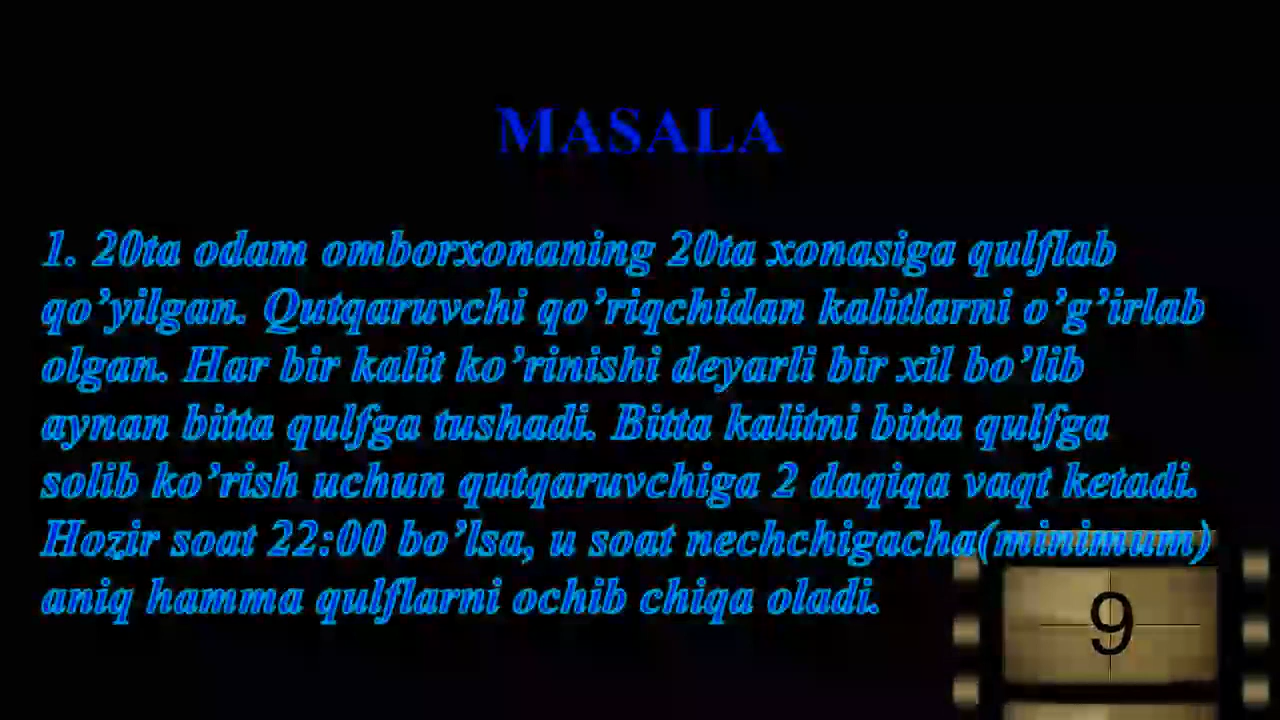 MASALA
1. 20ta odam omborxonaning 20ta xonasiga qulflab
qo’yilgan. Qutqaruvchi qo’riqchidan kalitlarni o’g’irlab
olgan. Har bir kalit ko’rinishi deyarli bir xil bo’lib
aynan bitta qulfga tushadi. Bitta kalitni bitta qulfga
solib ko’rish uchun qutqaruvchiga 2 daqiqa vaqt ketadi.
Hozir soat 22:00 bo’lsa, u soat nechchigacha(minimum)
aniq hamma qulflarni ochib chiqa oladi.
9